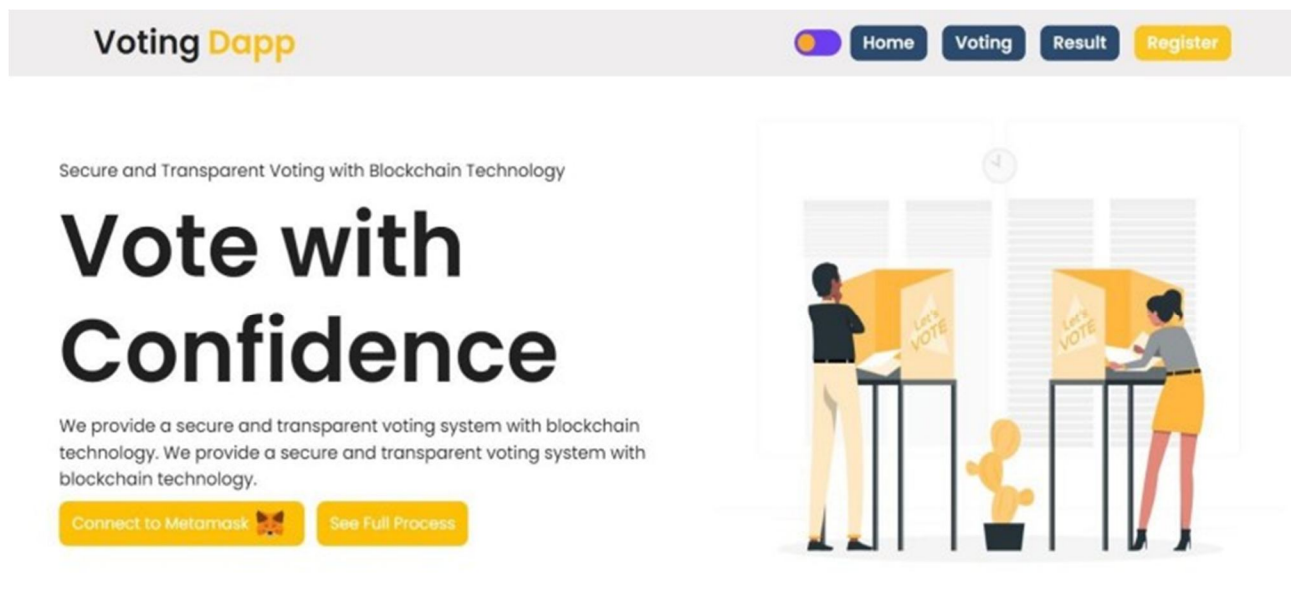 Voting Dapp
Home
Voting
Result
Register
Secure and Transparent Voting with Blockchain Technology
Vote with
Confidence
We provide a secure and transparent voting system with blockchain
technology. We provide a secure and transparent voting system with
blockchain technology.
Connect to Metamask
See Full Process
Let's
VOTE
Let's
VOTE